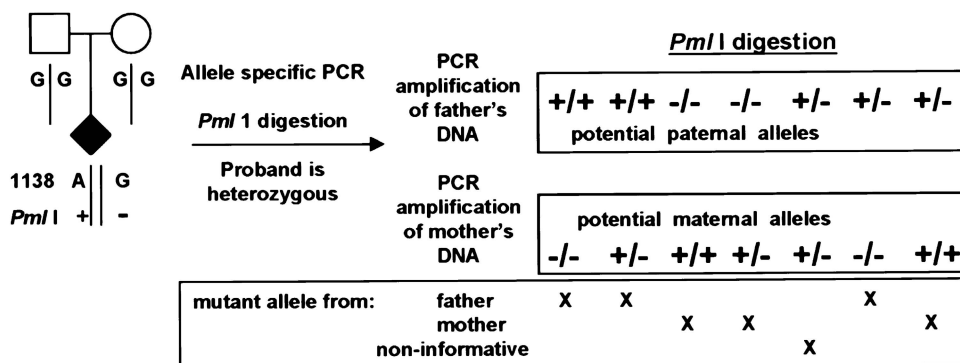 G G G G
1138 A G
Pml I + -
Allele specific PCR
Pml 1 digestion
Proband is
heterozygous
PCR
amplification
of father's
DNA
PCR
amplification
of mother's
DNA
Pml I digestion
+/+ +/+ -/- -/- +/- +/- +/-
potential paternal alleles
potential maternal alleles
-/- +/- +/+ +/- +/- -/- +/+
mutant allele from: father X X X
mother X X X
non-informative X